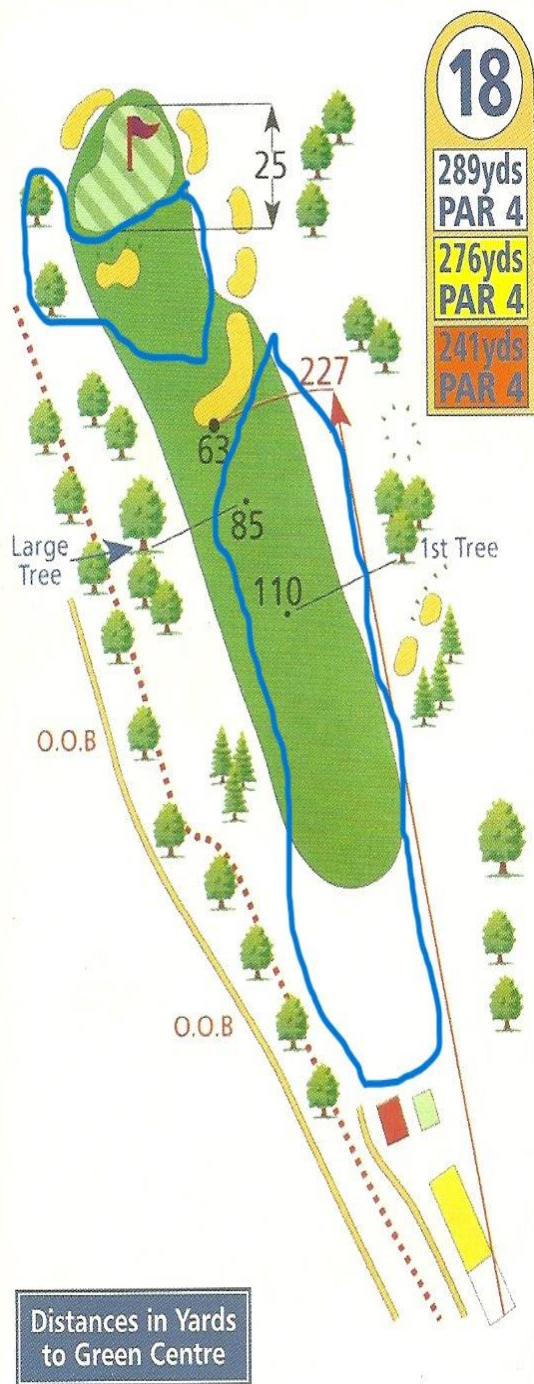 18
289yds
PAR 4
25
276yds
PAR 4
241yds
PAR 4
227
63
85
Large
Tree
1st Tree
110
O.O.B
O.O.B
Distances in Yards
to Green Centre